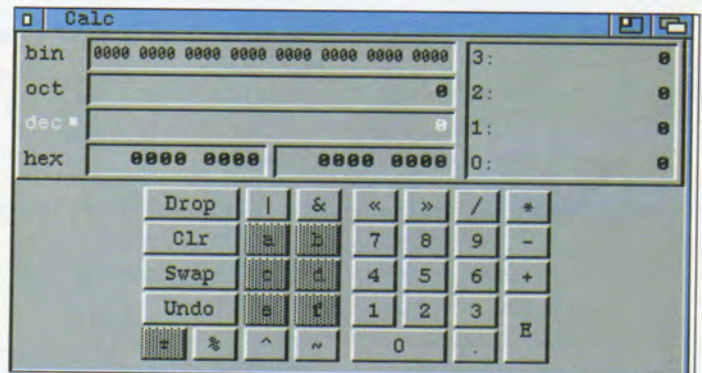 Calc
bin 0000 0000 0000 0000 0000 0000 0000 0000
oct 0
dec 0
hex 0000 0000 0000 0000
3: 0
2: 0
1: 0
0: 0
Drop | & « » / *
Clr a b 7 8 9 -
Swap c d 4 5 6 +
Undo e f 1 2 3 E
% ^ ~ 0 .